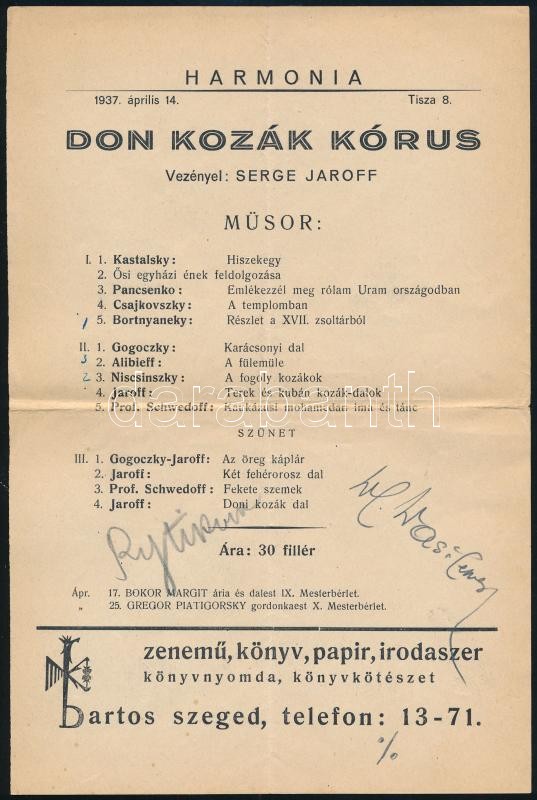 HARMONIA
1937. április 14. Tisza 8.
DON KOZÁK KÓRUS
Vezényel: SERGE JAROFF
MŰSOR:
I. 1. Kastalsky: Hiszekegy
2. Ősi egyházi ének feldolgozása
3. Pancsenko: Emlékezzél meg rólam Uram országodban
4. Csajkovszky: A templomban
1 5. Bortnyaneky: Részlet a XVII. zsoltárból
II. 1. Gogoczky: Karácsonyi dal
3 2. Alibieff: A fülemüle
2 3. Niscsinszky: A fogoly kozákok
4. Jaroff: Terek és kubán kozák-dalok
5. Prof. Schwedoff: Kaukázusi mohamedán ima és tánc
darabanth
SZÜNET
III. 1. Gogoczky-Jaroff: Az öreg káplár
2. Jaroff: Két fehérorosz dal
3. Prof. Schwedoff: Fekete szemek
4. Jaroff: Doni kozák dal
Ára: 30 fillér
Ápr. 17. BOKOR MARGIT ária és dalest IX. Mesterbérlet.
„ 25. GREGOR PIATIGORSKY gordonkaest X. Mesterbérlet.
zenemű, könyv, papir, irodaszer
könyvnyomda, könyvkötészet
bartos szeged, telefon: 13-71.
%